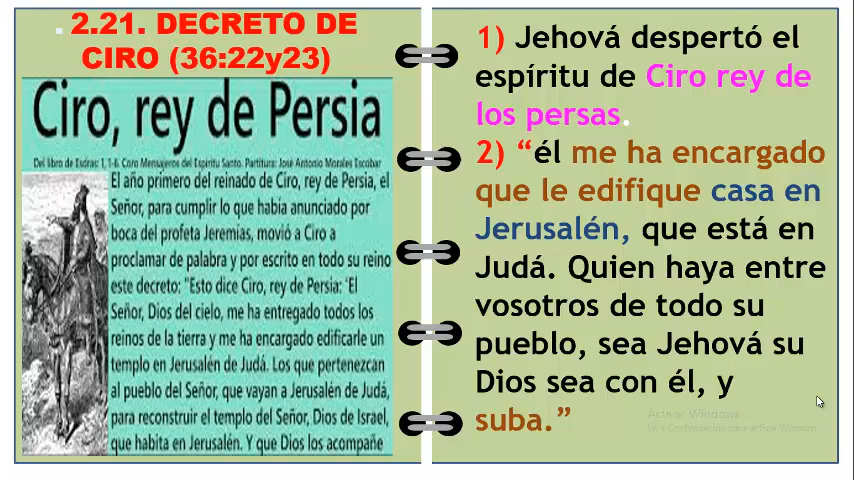 . 2.21. DECRETO DE
CIRO (36:22y23)
Ciro, rey de Persia
Del libro de Esdras: 1, 1-6. Coro Mensajeros del Espíritu Santo. Partitura: José Antonio Morales Escobar
El año primero del reinado de Ciro, rey de Persia, el
Señor, para cumplir lo que había anunciado por
boca del profeta Jeremías, movió a Ciro a
proclamar de palabra y por escrito en todo su reino
este decreto: "Esto dice Ciro, rey de Persia: 'El
Señor, Dios del cielo, me ha entregado todos los
reinos de la tierra y me ha encargado edificarle un
templo en Jerusalén de Judá. Los que pertenezcan
al pueblo del Señor, que vayan a Jerusalén de Judá,
para reconstruir el templo del Señor, Dios de Israel,
que habita en Jerusalén. Y que Dios los acompañe
1) Jehová despertó el
espíritu de Ciro rey de
los persas.
2) “él me ha encargado
que le edifique casa en
Jerusalén, que está en
Judá. Quien haya entre
vosotros de todo su
pueblo, sea Jehová su
Dios sea con él, y
suba.”
Activar Windows
Ve a Configuración para activar Windows.